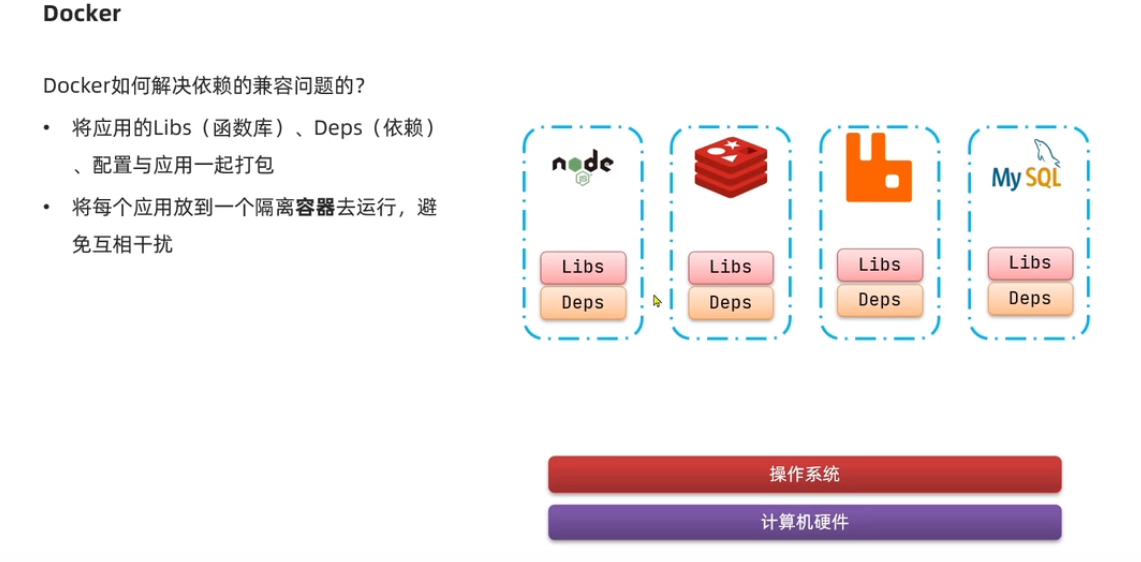 Docker
Docker如何解决依赖的兼容问题的？
• 将应用的Libs（函数库）、Deps（依赖）
、配置与应用一起打包
• 将每个应用放到一个隔离容器去运行，避
免互相干扰
node
JS
MySQL
Libs
Libs
Libs
Libs
Deps
Deps
Deps
Deps
操作系统
计算机硬件